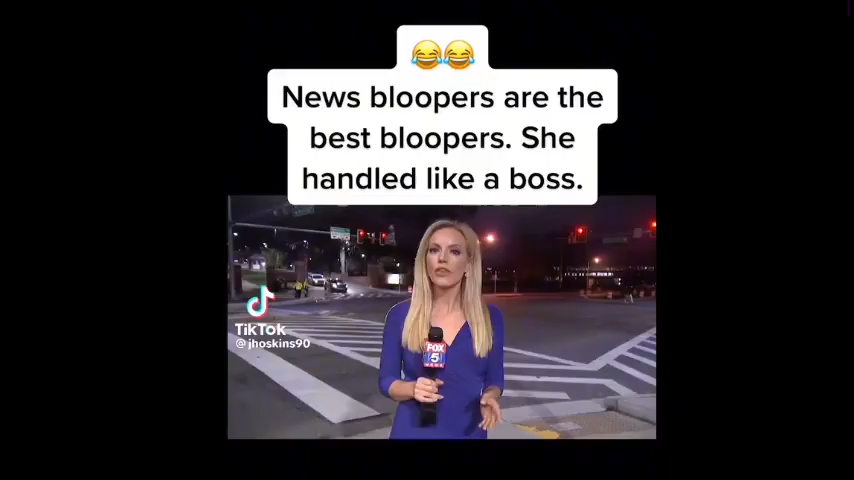 😂😂
News bloopers are the
best bloopers. She
handled like a boss.
TikTok
@jhoskins90
FOX
5